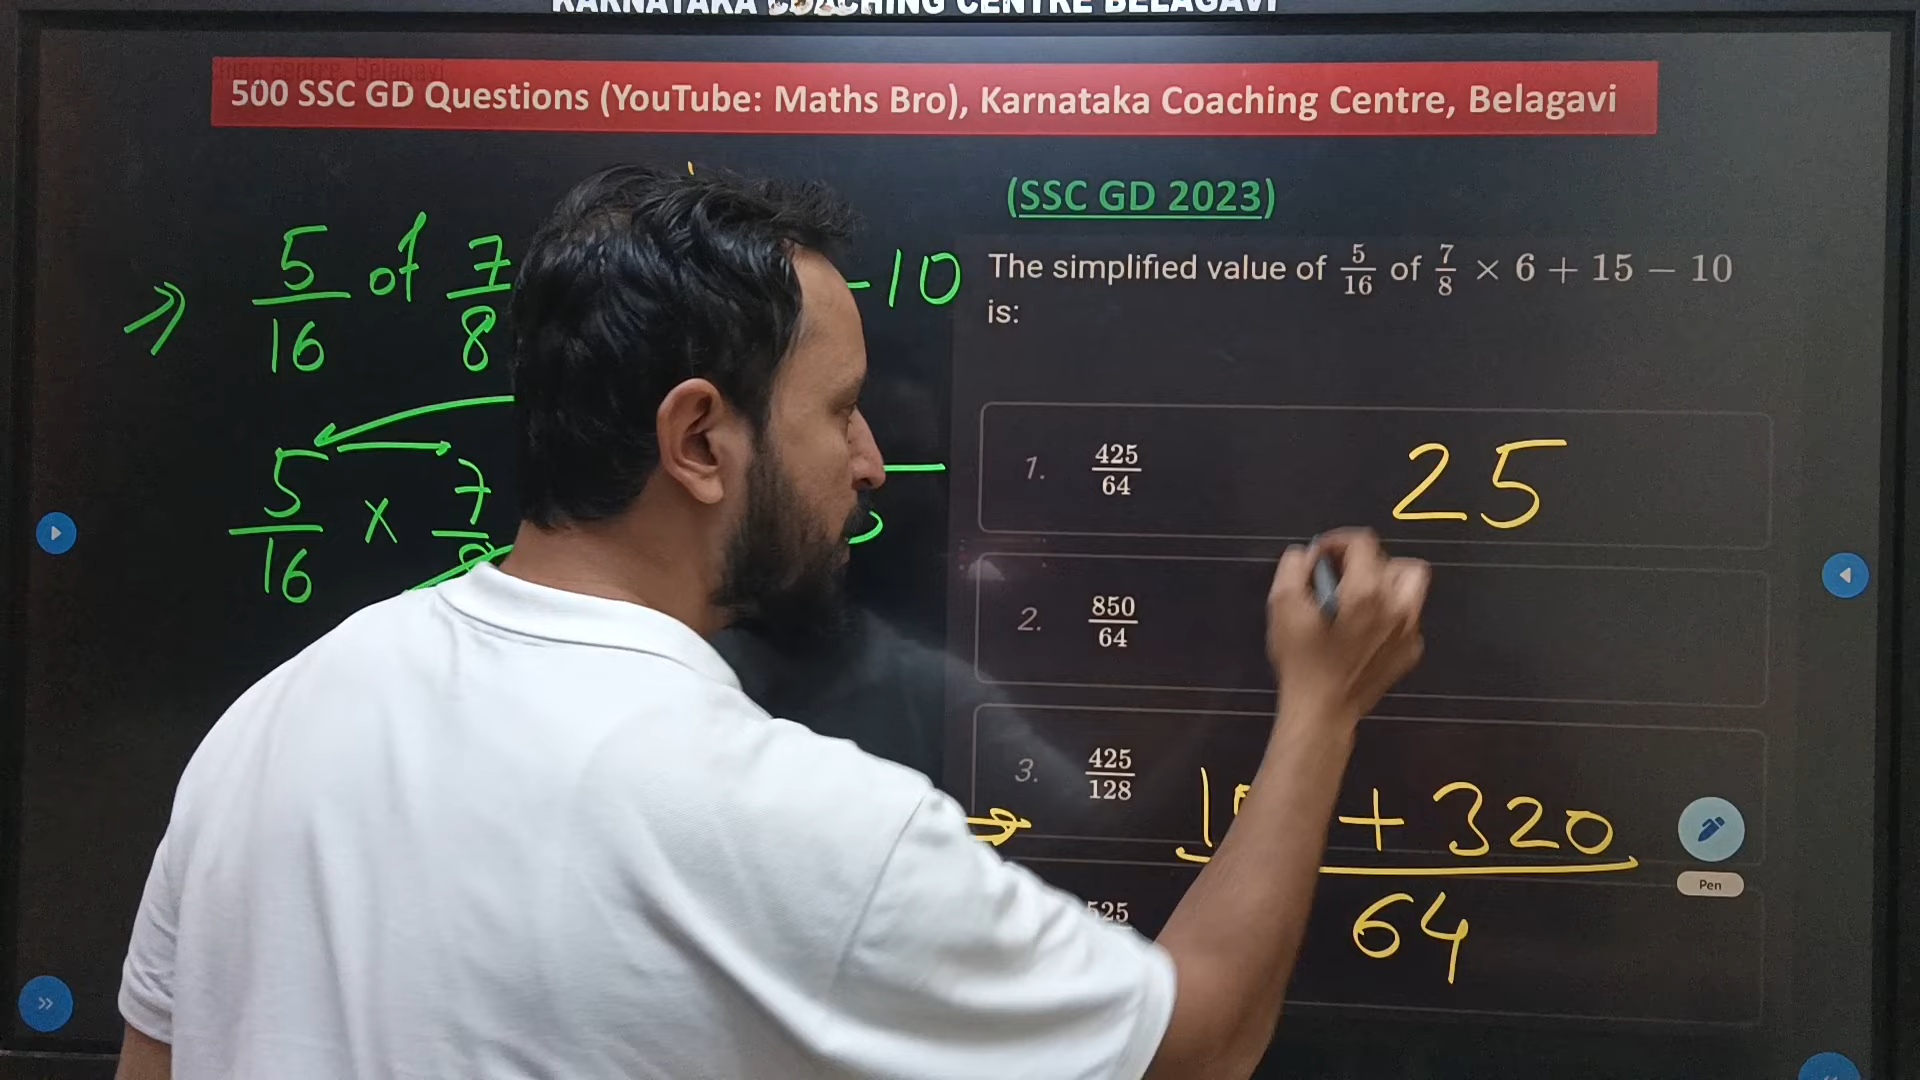 KARNATAKA COACHING CENTRE BELAGAVI
500 SSC GD Questions (YouTube: Maths Bro), Karnataka Coaching Centre, Belagavi
(SSC GD 2023)
The simplified value of 5/16 of 7/8 × 6 + 15 − 10
is:
1. 425/64
2. 850/64
3. 425/128
525
⇒ 5/16 of 7/8
-10
5/16 × 7/8
25
+ 320
64
Pen